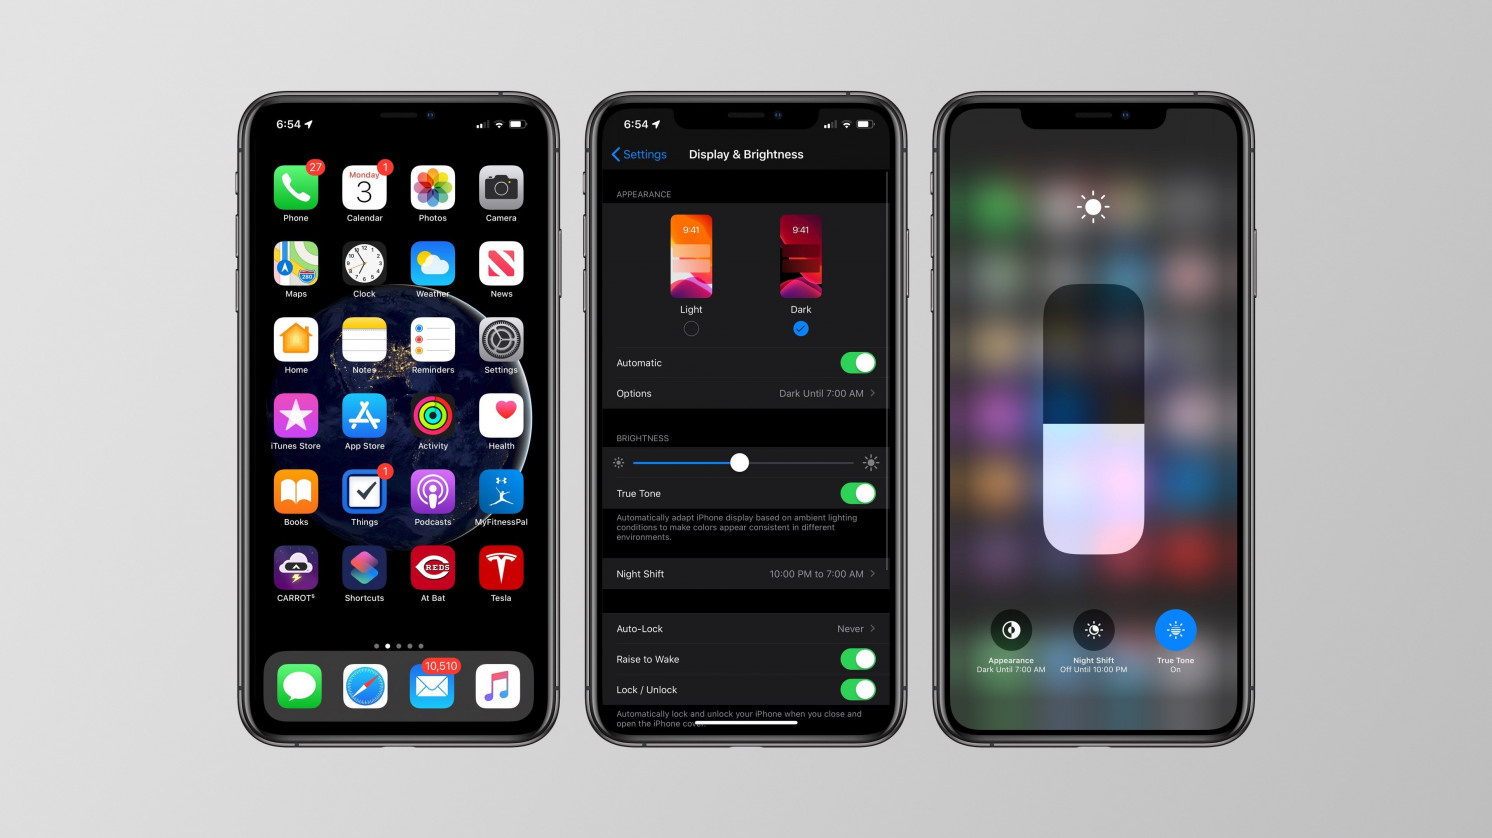 6:54
27
1
Monday
3
Phone
Calendar
Photos
Camera
280
12
Maps
Clock
Weather
News
Home
Notes
Reminders
Settings
iTunes Store
App Store
Activity
Health
1
Books
Things
Podcasts
MyFitnessPal
REDS
CARROT⁵
Shortcuts
At Bat
Tesla
10,510
6:54
Settings
Display & Brightness
APPEARANCE
9:41
9:41
Light
Dark
Automatic
Options
Dark Until 7:00 AM
BRIGHTNESS
True Tone
Automatically adapt iPhone display based on ambient lighting
conditions to make colors appear consistent in different
environments.
Night Shift
10:00 PM to 7:00 AM
Auto-Lock
Never
Raise to Wake
Lock / Unlock
Automatically lock and unlock your iPhone when you close and
open the iPhone cover.
Appearance
Dark Until 7:00 AM
Night Shift
Off Until 10:00 PM
True Tone
On